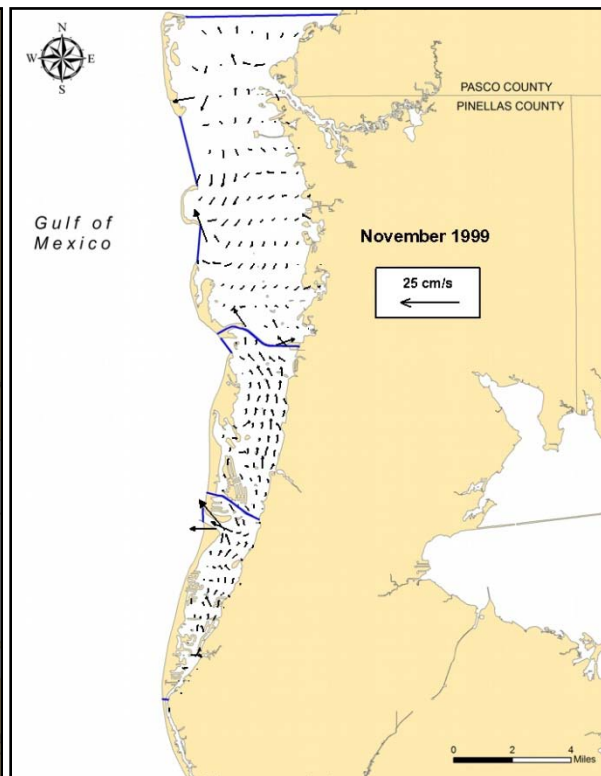 N
W E
S
PASCO COUNTY
PINELLAS COUNTY
Gulf of
Mexico
November 1999
25 cm/s
0 2 4
Miles